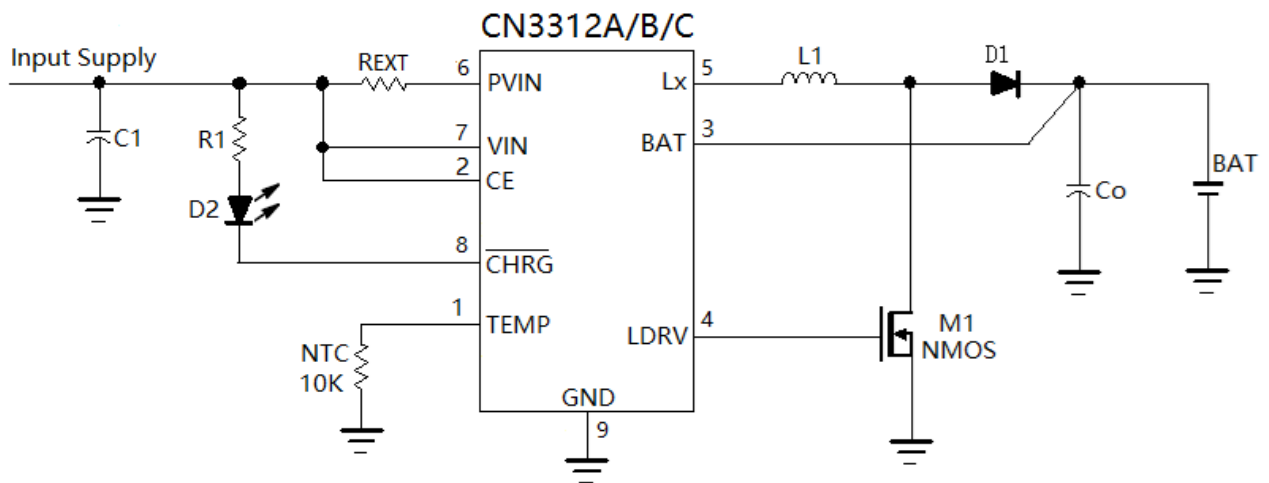 CN3312A/B/C
Input Supply
REXT
6
PVIN
Lx
5
L1
D1
C1
R1
7
VIN
BAT
3
2
CE
BAT
D2
Co
8
CHRG
1
TEMP
LDRV
4
M1
NMOS
NTC
10K
GND
9